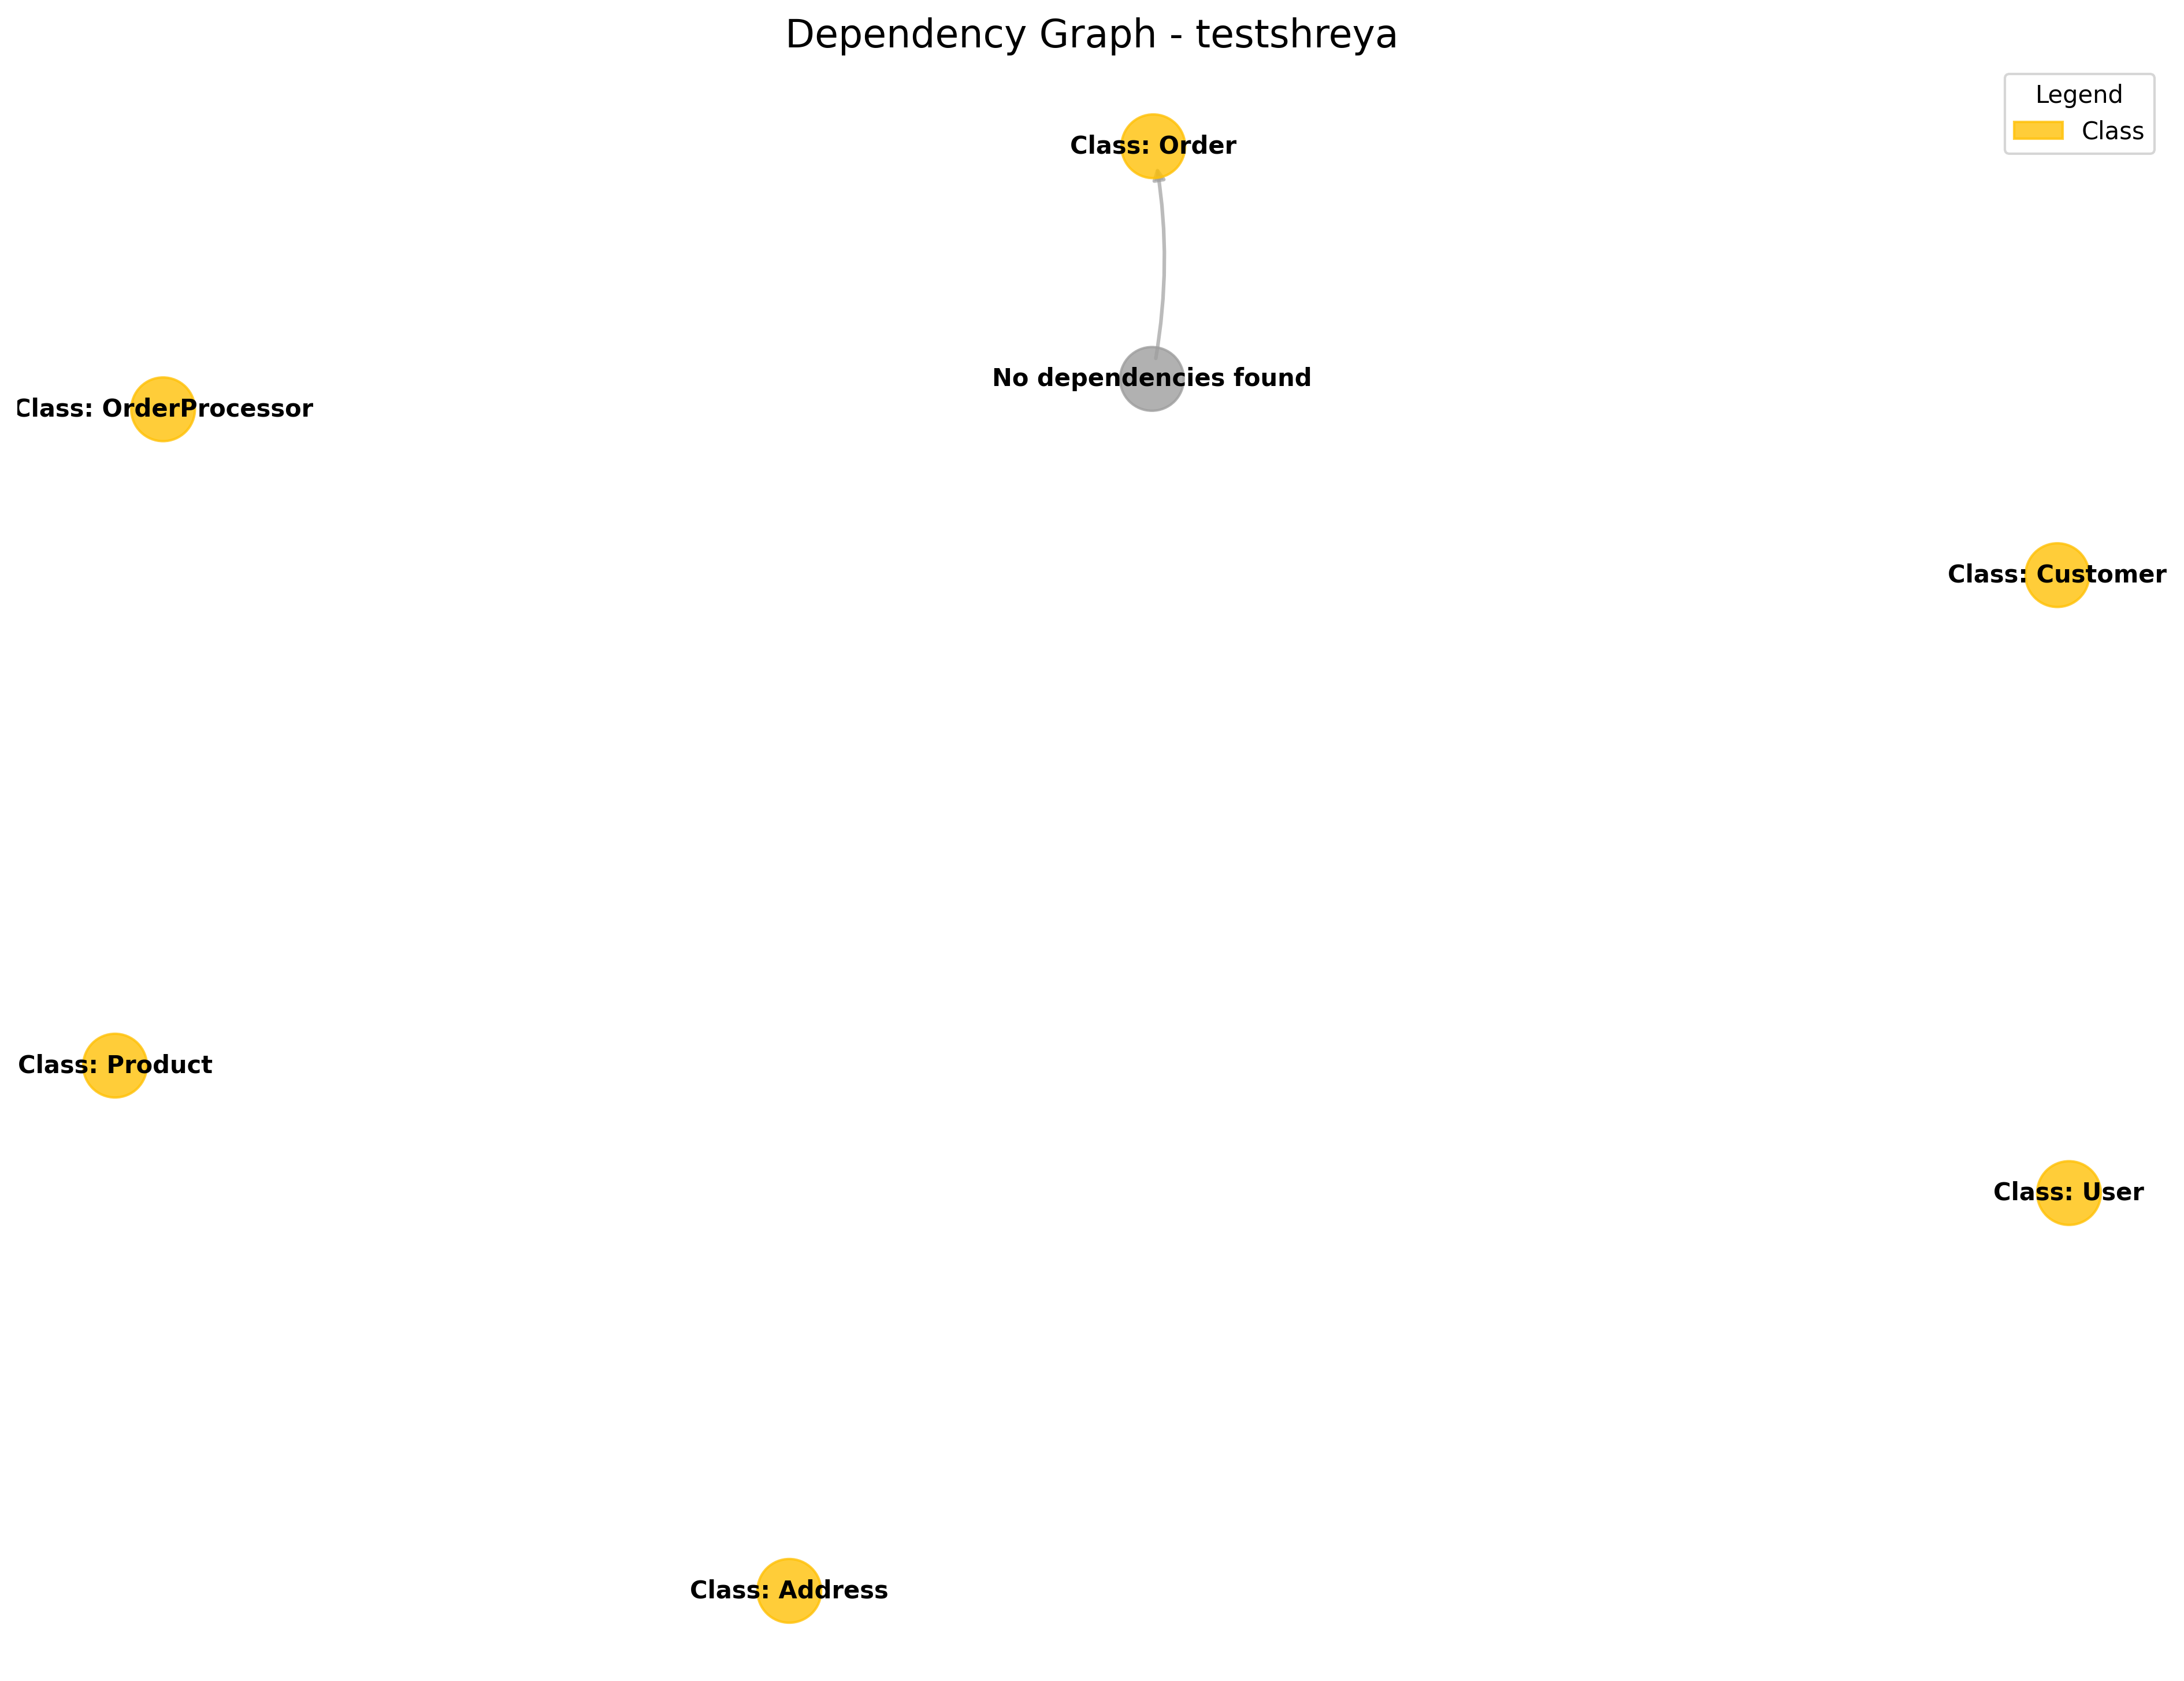 Dependency Graph - testshreya
Legend
Class
Class: Order
No dependencies found
Class: OrderProcessor
Class: Customer
Class: Product
Class: User
Class: Address